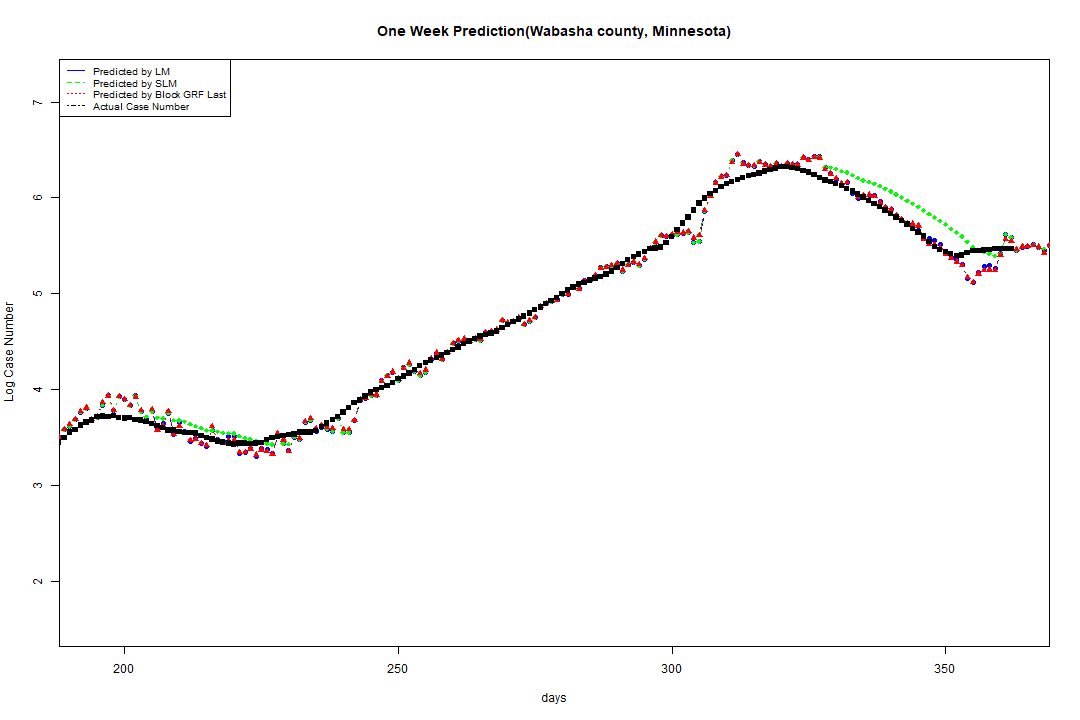 One Week Prediction(Wabasha county, Minnesota)
Predicted by LM
Predicted by SLM
Predicted by Block GRF Last
Actual Case Number
7
6
5
4
3
2
Log Case Number
200 250 300 350
days